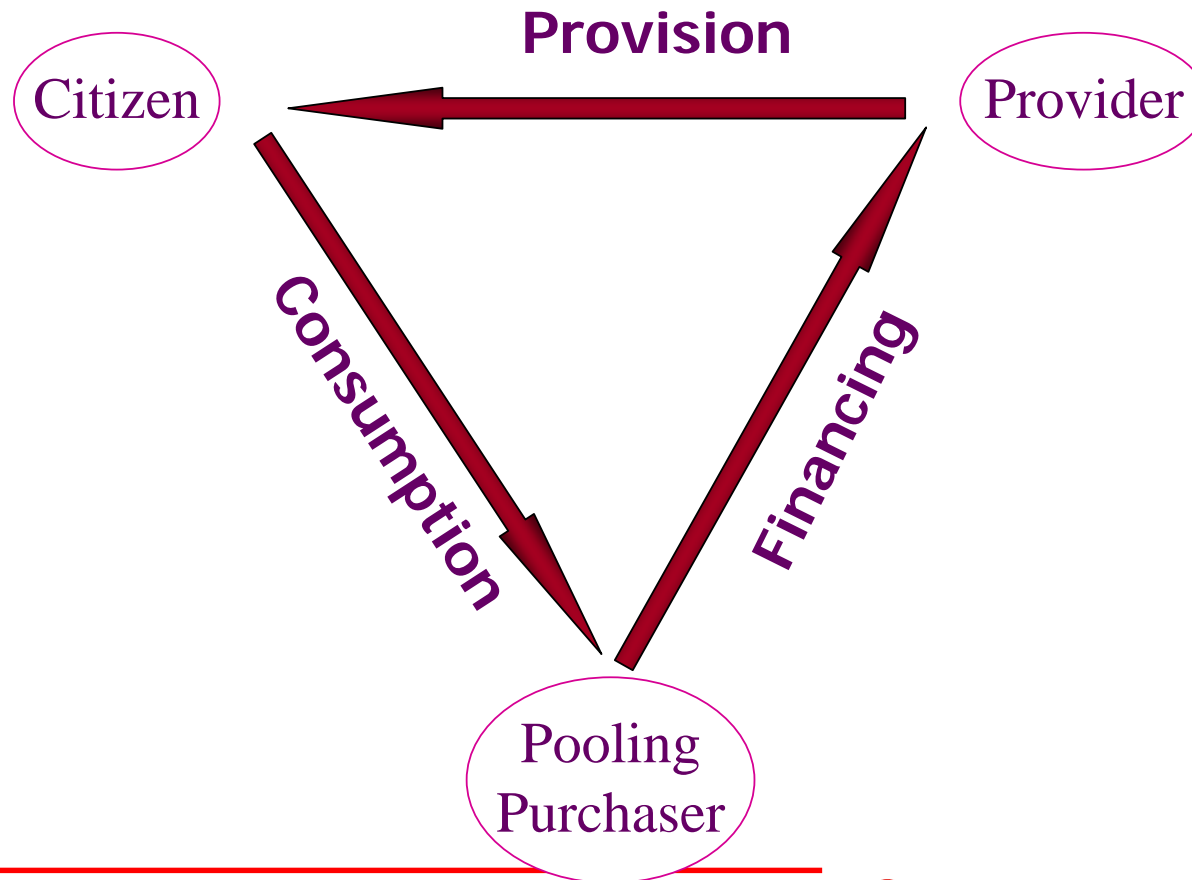 Provision
Citizen
Provider
Consumption
Financing
Pooling
Purchaser